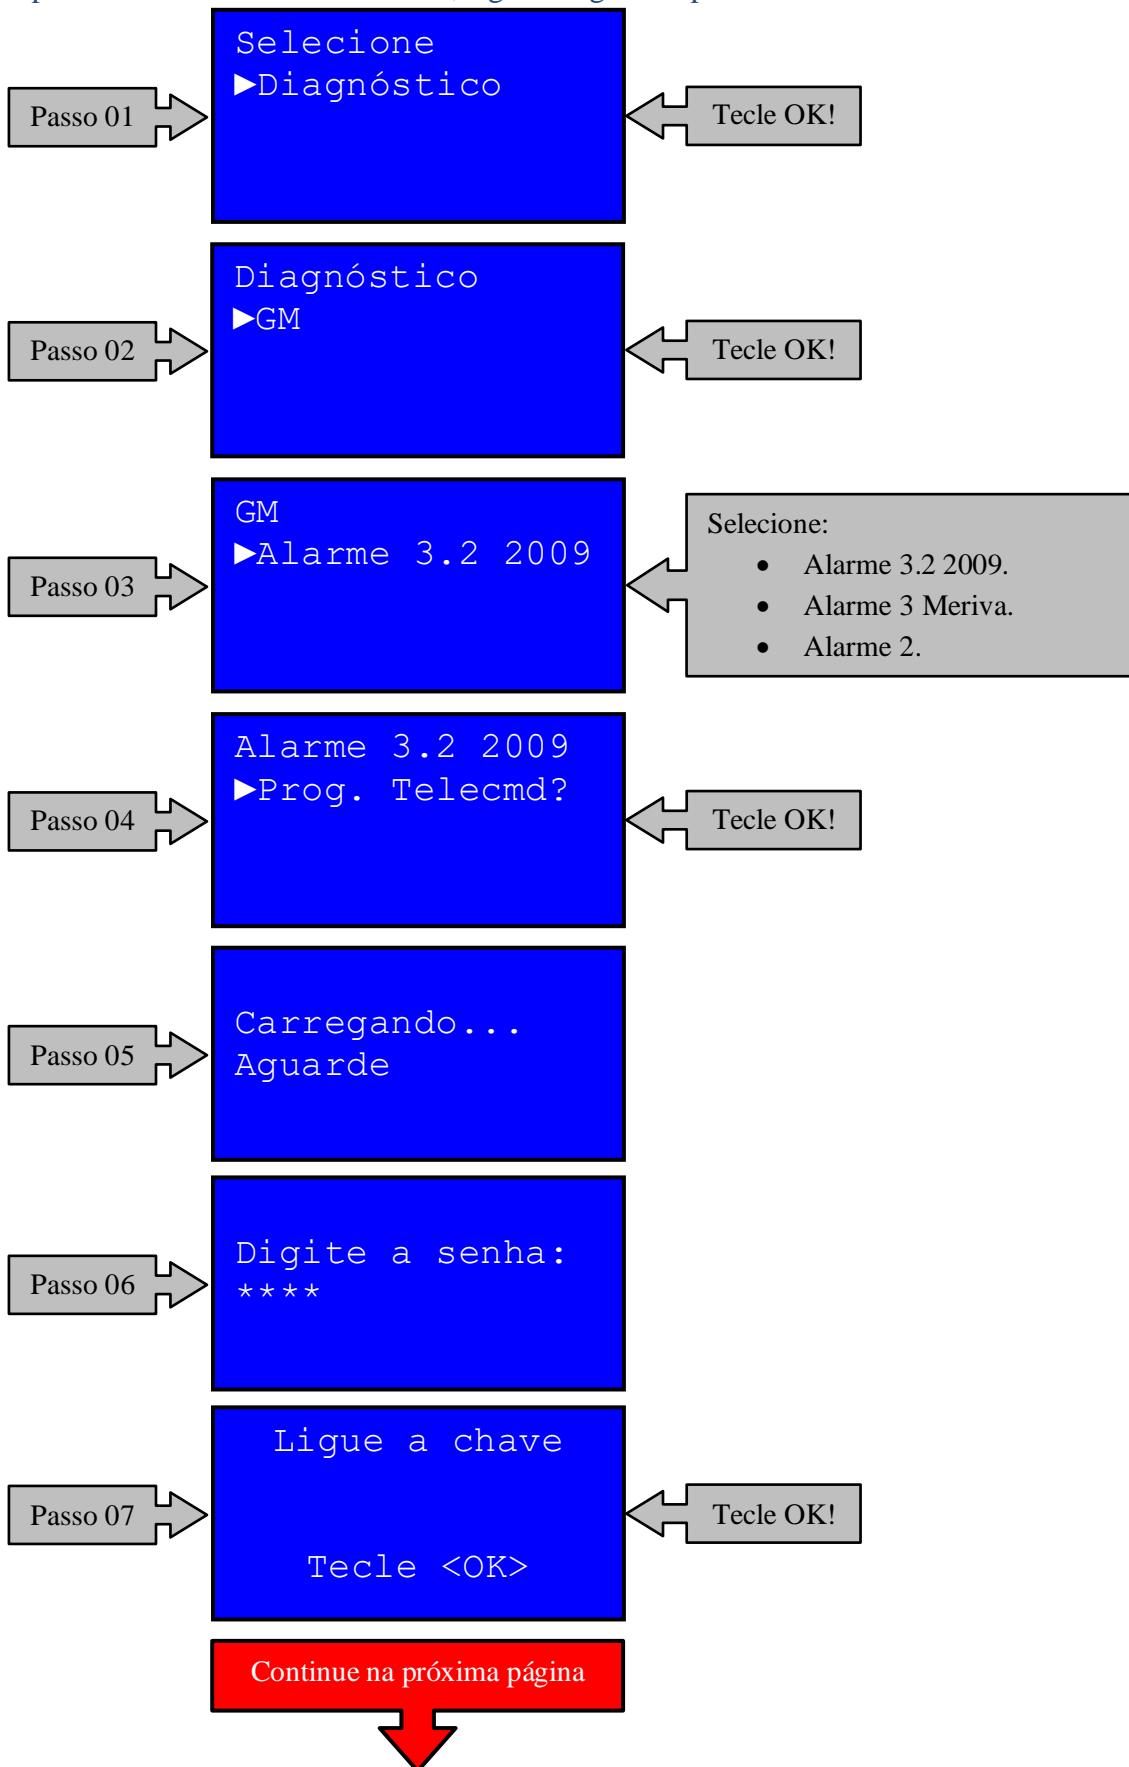 Selecione
►Diagnóstico
Passo 01
Tecle OK!
Diagnóstico
►GM
Passo 02
Tecle OK!
GM
►Alarme 3.2 2009
Passo 03
Selecione:
• Alarme 3.2 2009.
• Alarme 3 Meriva.
• Alarme 2.
Alarme 3.2 2009
►Prog. Telecmd?
Passo 04
Tecle OK!
Carregando...
Aguarde
Passo 05
Digite a senha:
****
Passo 06
Ligue a chave
Passo 07
Tecle OK!
Tecle <OK>
Continue na próxima página